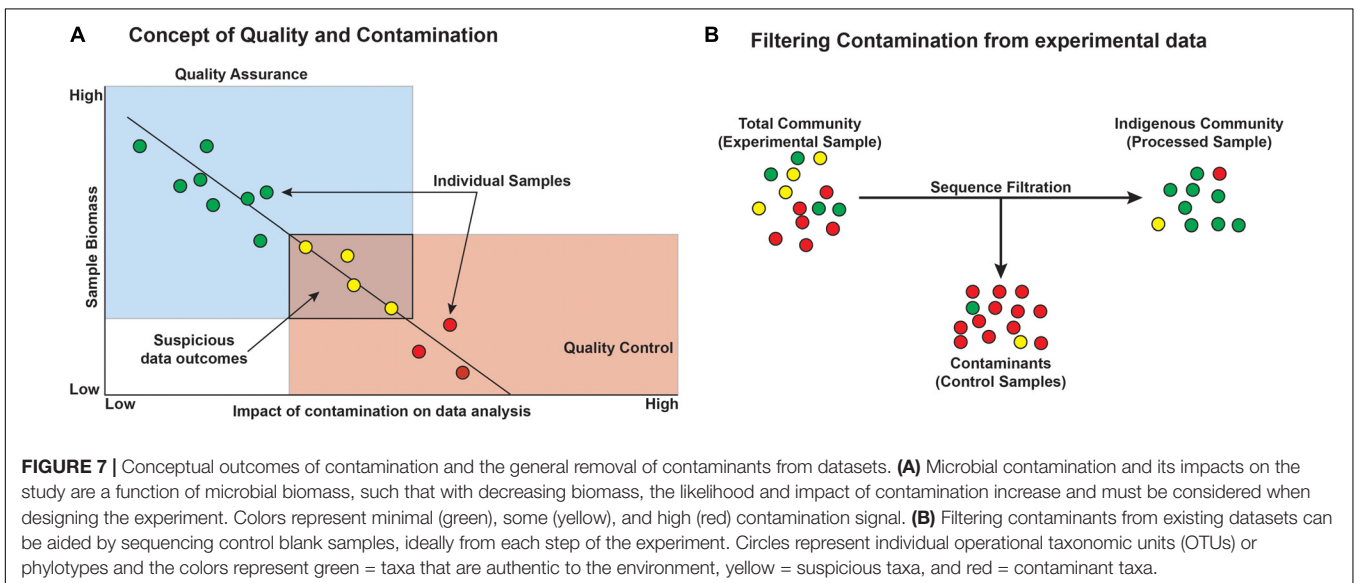 A Concept of Quality and Contamination
Quality Assurance
High
Sample Biomass
Individual Samples
Suspicious
data outcomes
Quality Control
Low
Low
Impact of contamination on data analysis
High
B Filtering Contamination from experimental data
Total Community
(Experimental Sample)
Indigenous Community
(Processed Sample)
Sequence Filtration
Contaminants
(Control Samples)
FIGURE 7 | Conceptual outcomes of contamination and the general removal of contaminants from datasets. (A) Microbial contamination and its impacts on the
study are a function of microbial biomass, such that with decreasing biomass, the likelihood and impact of contamination increase and must be considered when
designing the experiment. Colors represent minimal (green), some (yellow), and high (red) contamination signal. (B) Filtering contaminants from existing datasets can
be aided by sequencing control blank samples, ideally from each step of the experiment. Circles represent individual operational taxonomic units (OTUs) or
phylotypes and the colors represent green = taxa that are authentic to the environment, yellow = suspicious taxa, and red = contaminant taxa.